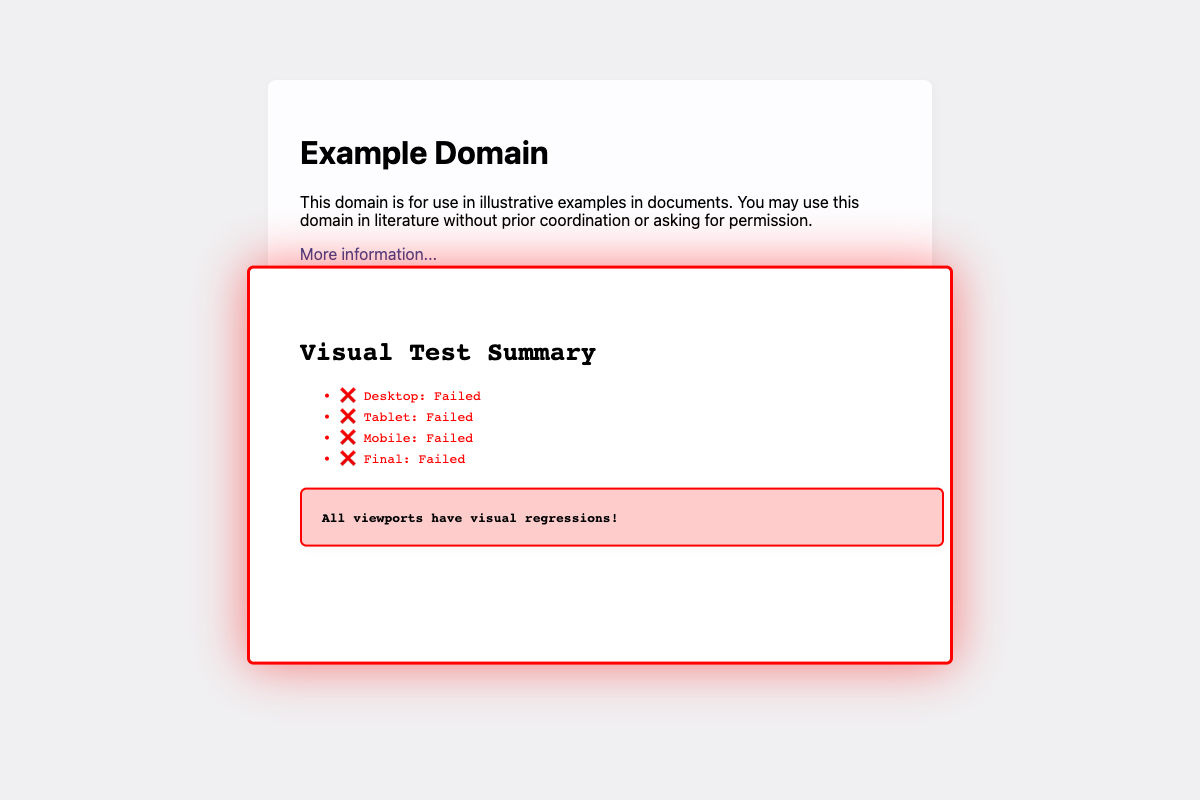 Example Domain
This domain is for use in illustrative examples in documents. You may use this
domain in literature without prior coordination or asking for permission.
More information...
Visual Test Summary
• ❌ Desktop: Failed
• ❌ Tablet: Failed
• ❌ Mobile: Failed
• ❌ Final: Failed
All viewports have visual regressions!